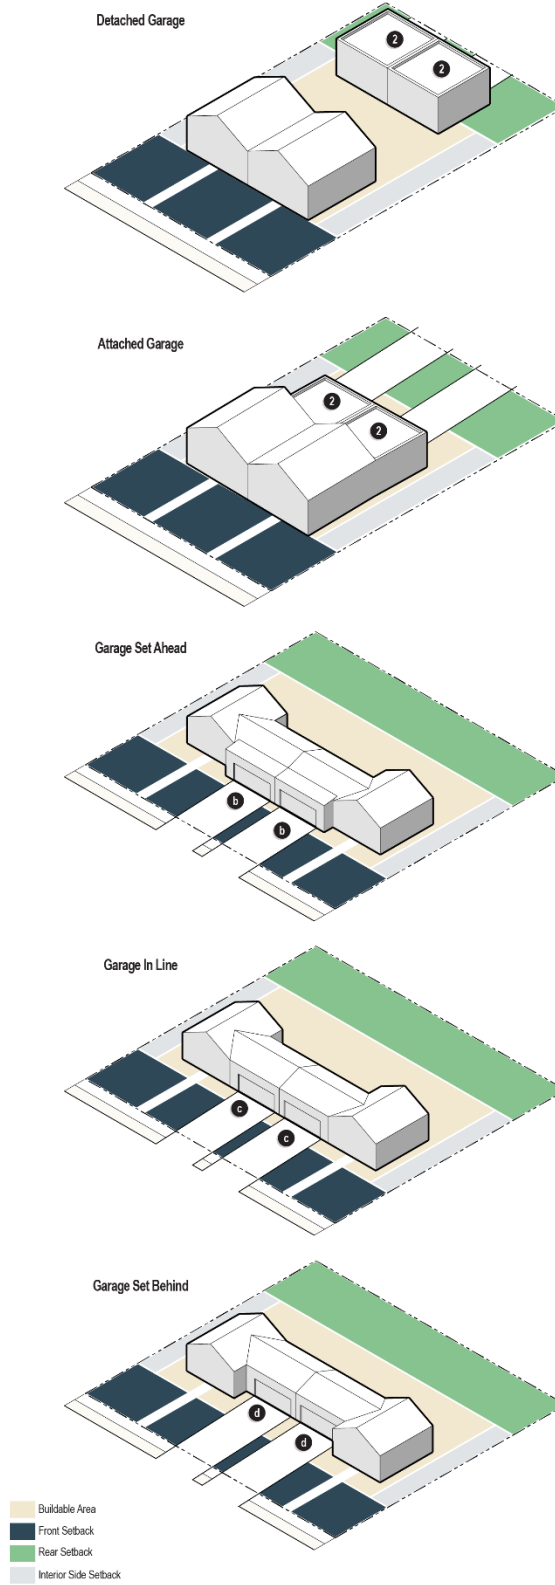 Detached Garage
2
2
Attached Garage
2
2
Garage Set Ahead
b
b
Garage In Line
c
c
Garage Set Behind
d
d
Buildable Area
Front Setback
Rear Setback
Interior Side Setback